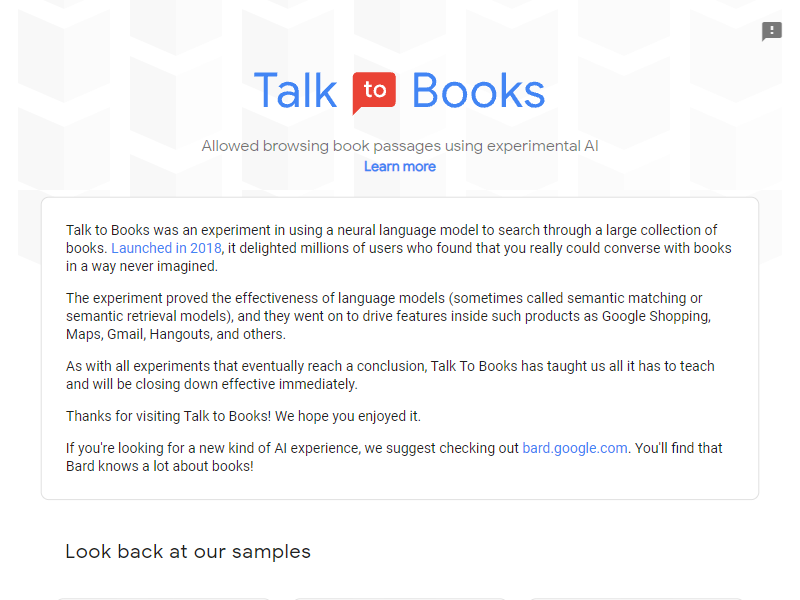 Talk to Books
Allowed browsing book passages using experimental AI
Learn more
Talk to Books was an experiment in using a neural language model to search through a large collection of
books. Launched in 2018, it delighted millions of users who found that you really could converse with books
in a way never imagined.
The experiment proved the effectiveness of language models (sometimes called semantic matching or
semantic retrieval models), and they went on to drive features inside such products as Google Shopping,
Maps, Gmail, Hangouts, and others.
As with all experiments that eventually reach a conclusion, Talk To Books has taught us all it has to teach
and will be closing down effective immediately.
Thanks for visiting Talk to Books! We hope you enjoyed it.
If you're looking for a new kind of AI experience, we suggest checking out bard.google.com. You'll find that
Bard knows a lot about books!
Look back at our samples